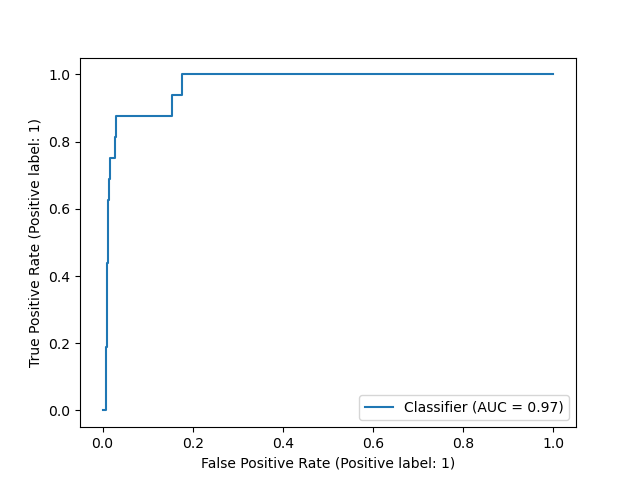 1.0
0.8
0.6
0.4
0.2
0.0
True Positive Rate (Positive label: 1)
Classifier (AUC = 0.97)
0.0 0.2 0.4 0.6 0.8 1.0
False Positive Rate (Positive label: 1)